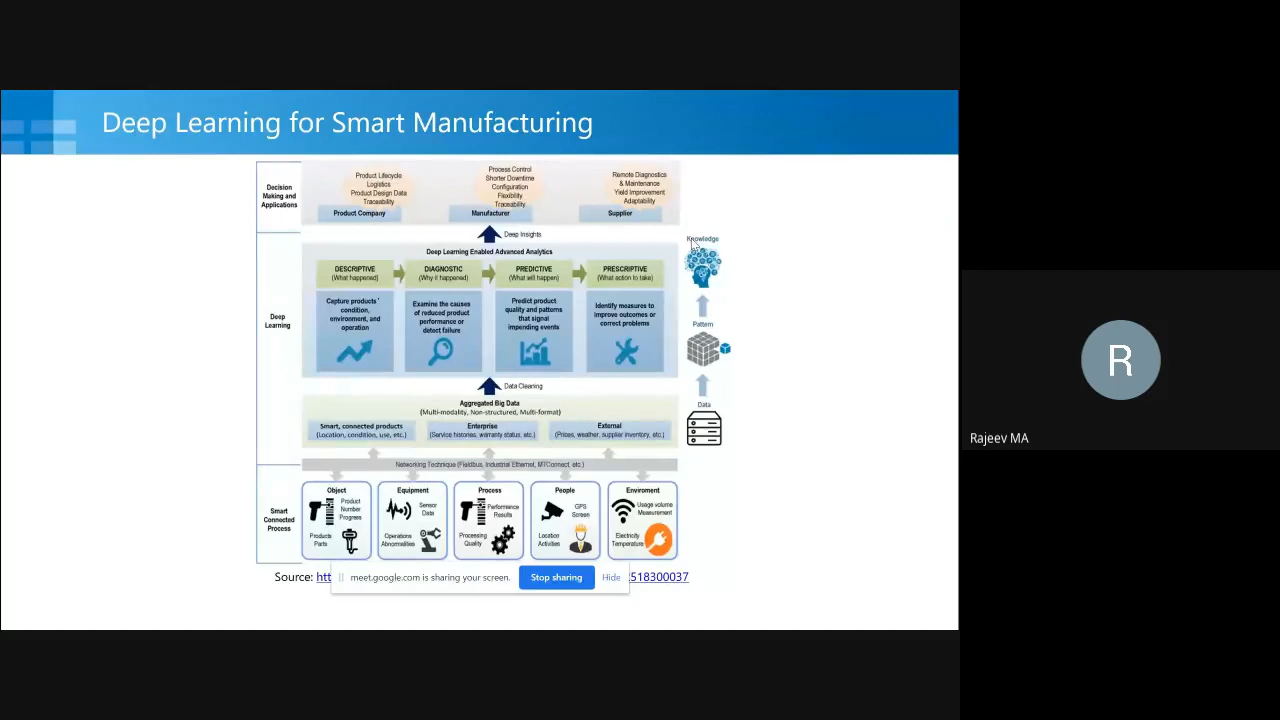 Deep Learning for Smart Manufacturing
Decision
Making and
Applications
Product Lifecycle
Logistics
Product Design Data
Traceability
Product Company
Process Control
Shorter Downtime
Configuration
Flexibility
Traceability
Manufacturer
Remote Diagnostics
& Maintenance
Yield Improvement
Adaptability
Supplier
Deep Insights
Deep
Learning
Deep Learning Enabled Advanced Analytics
DESCRIPTIVE
(What happened)
DIAGNOSTIC
(Why it happened)
PREDICTIVE
(What will happen)
PRESCRIPTIVE
(What action to take)
Capture products'
condition,
environment, and
operation
Examine the causes
of reduced product
performance or
detect failure
Predict product
quality and patterns
that signal
impending events
Identify measures to
improve outcomes or
correct problems
Data Cleaning
Aggregated Big Data
(Multi-modality, Non-structured, Multi-format)
Smart, connected products
(Location, condition, use, etc.)
Enterprise
(Service histories, warranty status, etc.)
External
(Prices, weather, supplier inventory, etc.)
Knowledge
Pattern
Data
Networking Technique (Fieldbus, Industrial Ethernet, MTConnect, etc.)
Smart
Connected
Process
Object
Product
Number
Progress
Products
Parts
Equipment
Sensor
Data
Operations
Abnormalities
Process
Performance
Results
Processing
Quality
People
GPS
Screen
Location
Activities
Enviroment
Usage volume
Measurement
Electricity
Temperature
Source: htt
518300037
meet.google.com is sharing your screen.
Stop sharing
Hide
R
Rajeev MA